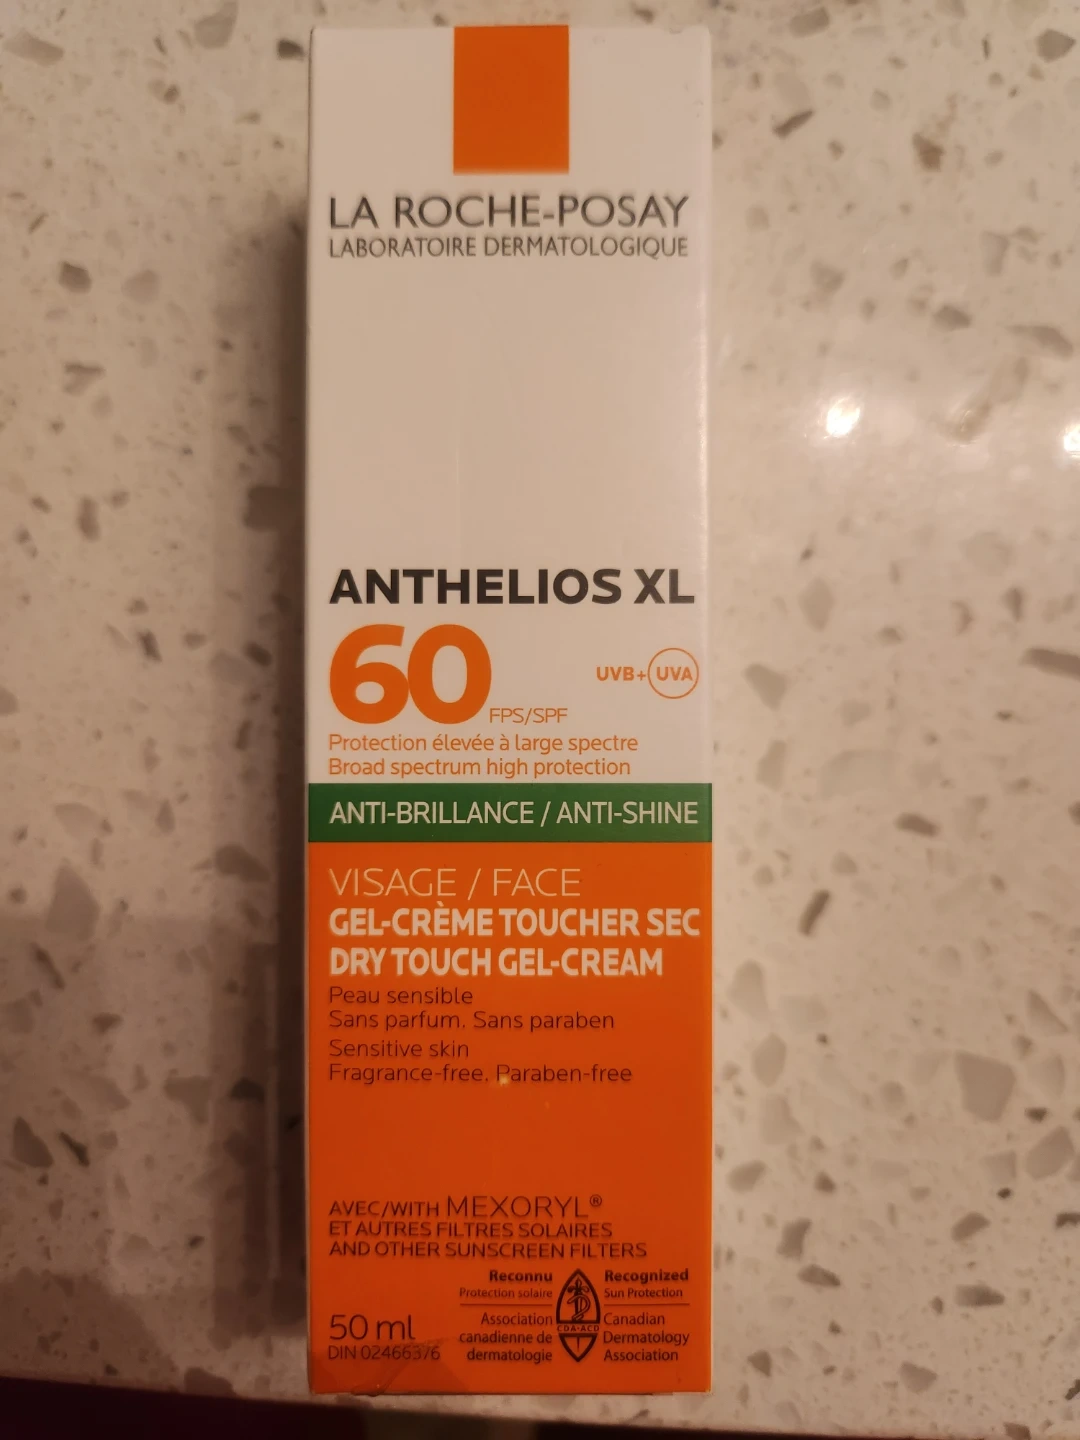 LA ROCHE-POSAY
LABORATOIRE DERMATOLOGIQUE
ANTHELIOS XL
60 FPS/SPF
UVB+ UVA
Protection élevée à large spectre
Broad spectrum high protection
ANTI-BRILLANCE / ANTI-SHINE
VISAGE / FACE
GEL-CRÈME TOUCHER SEC
DRY TOUCH GEL-CREAM
Peau sensible
Sans parfum. Sans paraben
Sensitive skin
Fragrance-free. Paraben-free
AVEC/WITH MEXORYL®
ET AUTRES FILTRES SOLAIRES
AND OTHER SUNSCREEN FILTERS
Reconnu
Protection solaire
Association
canadienne de
dermatologie
CDA-ACD
Recognized
Sun Protection
Canadian
Dermatology
Association
50 ml
DIN 02466376